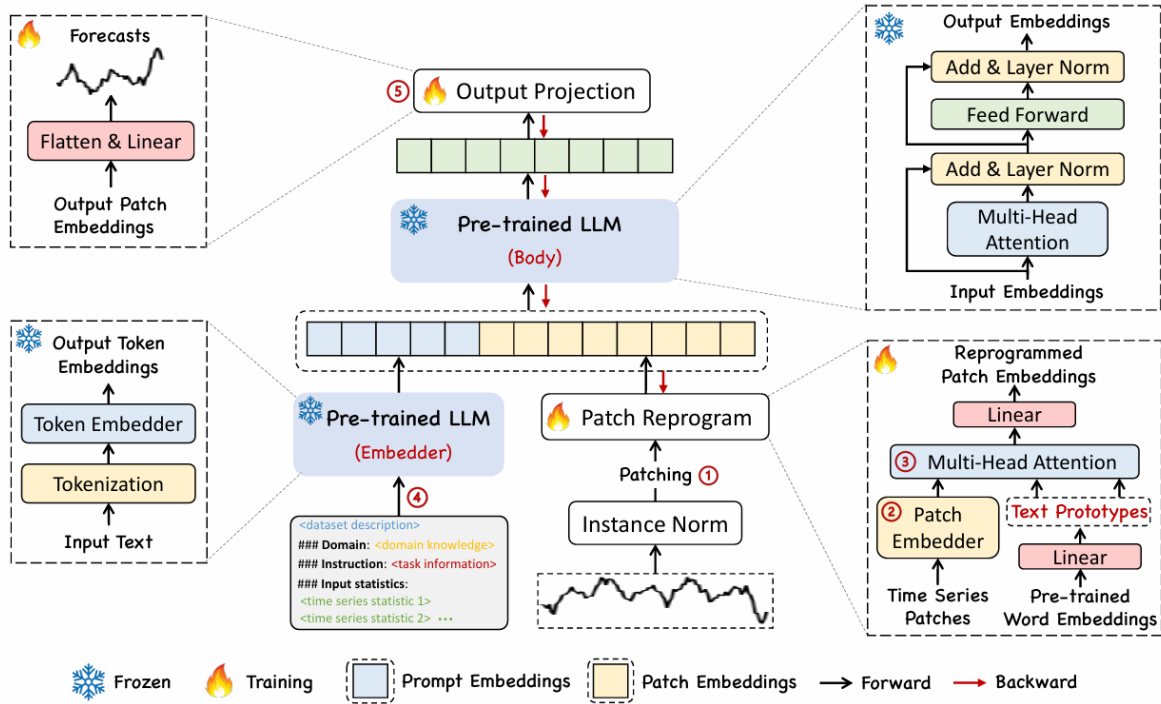 Forecasts
Flatten & Linear
Output Patch
Embeddings
⑤ Output Projection
Pre-trained LLM
(Body)
Output Embeddings
Add & Layer Norm
Feed Forward
Add & Layer Norm
Multi-Head
Attention
Input Embeddings
Output Token
Embeddings
Token Embedder
Tokenization
Input Text
Pre-trained LLM
(Embedder)
④
<dataset description>
### Domain: <domain knowledge>
### Instruction: <task information>
### Input statistics:
<time series statistic 1>
<time series statistic 2> •••
Patch Reprogram
Patching ①
Instance Norm
Reprogrammed
Patch Embeddings
Linear
③ Multi-Head Attention
② Patch
Embedder
Text Prototypes
Linear
Time Series
Patches
Pre-trained
Word Embeddings
Frozen
Training
Prompt Embeddings
Patch Embeddings
Forward
Backward